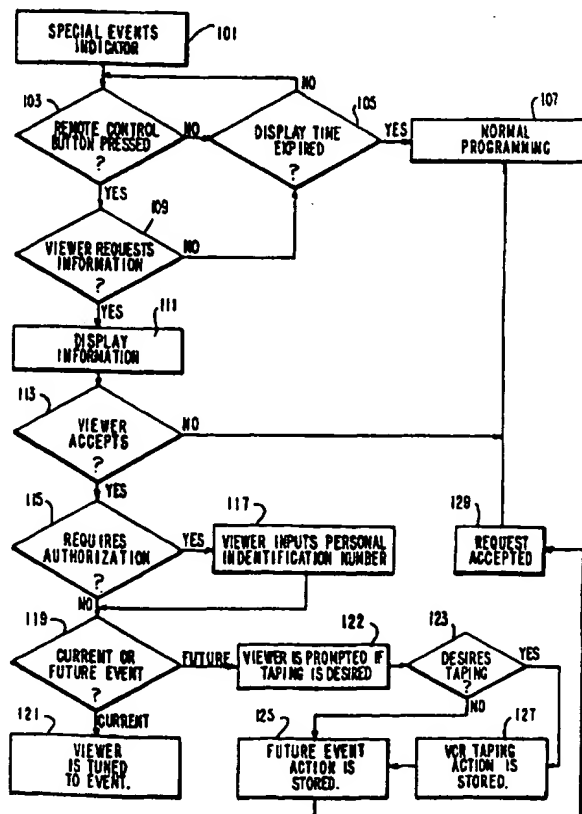 SPECIAL EVENTS
INDICATOR
101
103
REMOTE CONTROL
BUTTON PRESSED
?
NO
YES
NO
105
DISPLAY TIME
EXPIRED
?
YES
107
NORMAL
PROGRAMMING
109
VIEWER REQUESTS
INFORMATION
?
NO
YES
111
DISPLAY
INFORMATION
113
VIEWER
ACCEPTS
?
NO
YES
115
REQUIRES
AUTHORIZATION
?
YES
NO
117
VIEWER INPUTS PERSONAL
INDENTIFICATION NUMBER
129
REQUEST
ACCEPTED
119
CURRENT OR
FUTURE EVENT
?
FUTURE
CURRENT
122
VIEWER IS PROMPTED IF
TAPING IS DESIRED
123
DESIRES
TAPING
?
YES
NO
121
VIEWER
IS TUNED
TO EVENT.
125
FUTURE EVENT
ACTION IS
STORED.
127
VCR TAPING
ACTION IS
STORED.